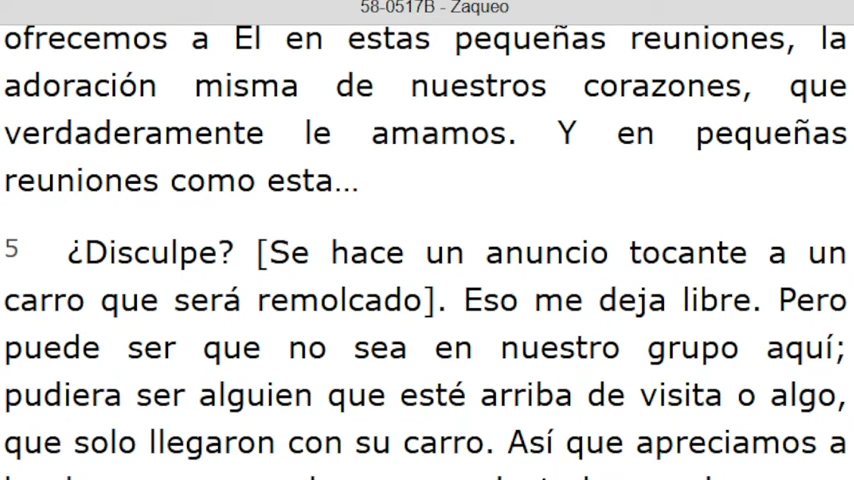 58-0517B - Zaqueo
ofrecemos a Él en estas pequeñas reuniones, la
adoración misma de nuestros corazones, que
verdaderamente le amamos. Y en pequeñas
reuniones como esta...
5 ¿Disculpe? [Se hace un anuncio tocante a un
carro que será remolcado]. Eso me deja libre. Pero
puede ser que no sea en nuestro grupo aquí;
pudiera ser alguien que esté arriba de visita o algo,
que solo llegaron con su carro. Así que apreciamos a